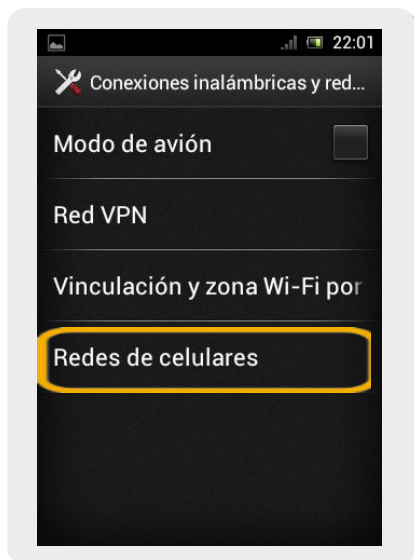 22:01
Conexiones inalámbricas y red...
Modo de avión
Red VPN
Vinculación y zona Wi-Fi por
Redes de celulares